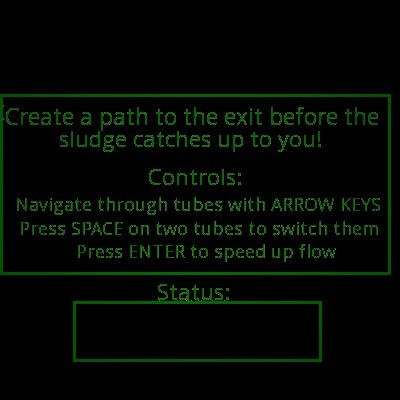 Create a path to the exit before the
sludge catches up to you!
Controls:
Navigate through tubes with ARROW KEYS
Press SPACE on two tubes to switch them
Press ENTER to speed up flow
Status: